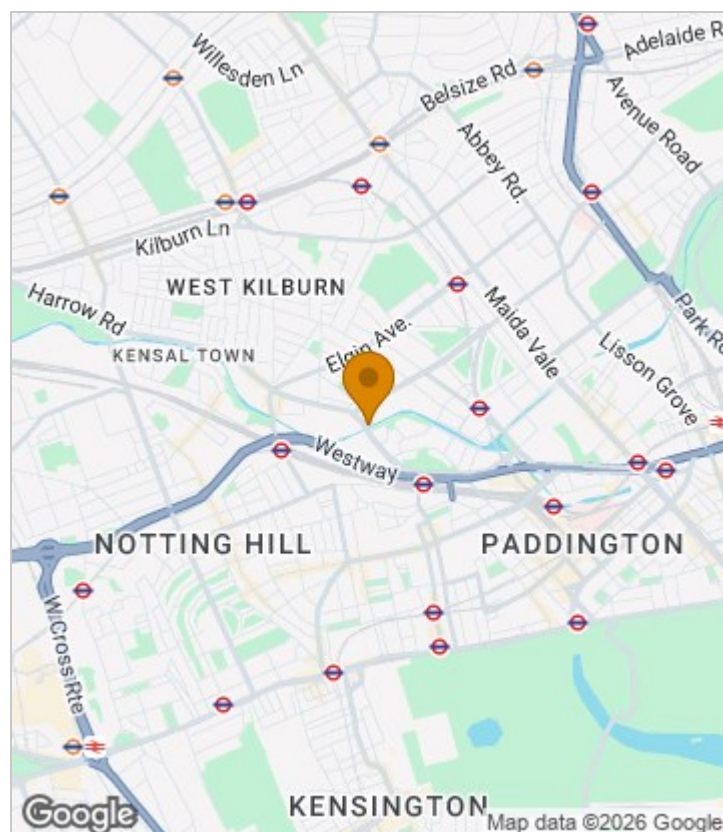 Adelaide R
Willesden Ln
Belsize Rd
Avenue Road
Abbey Rd.
Kilburn Ln
WEST KILBURN
Harrow Rd
Maida Vale
Park Ro
Elgin Ave.
KENSAL TOWN
Lisson Grove
Westway
NOTTING HILL
PADDINGTON
W Cross Rte
KENSINGTON
Google
Map data ©2026 Google